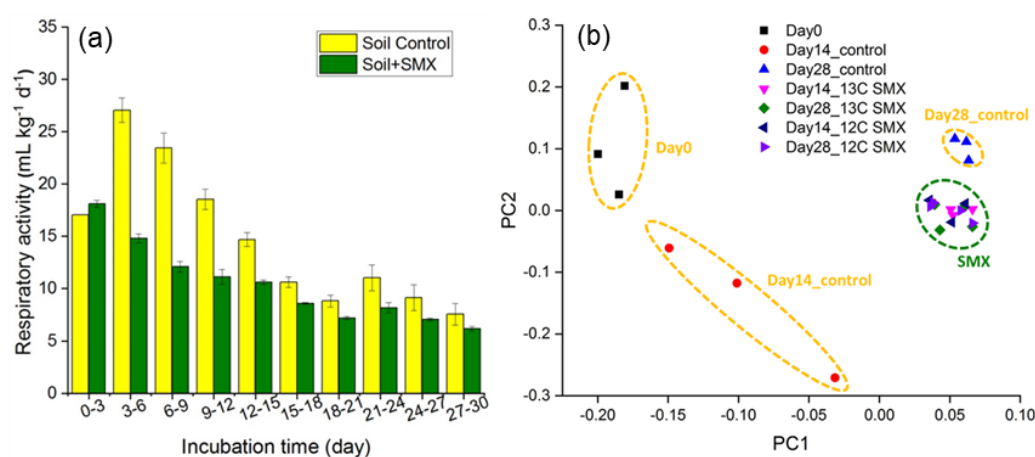 (a)
Soil Control
Soil+SMX
Respiratory activity (mL kg⁻¹ d⁻¹)
35
30
25
20
15
10
5
0
0-3 3-6 6-9 9-12 12-15 15-18 18-21 21-24 24-27 27-30
Incubation time (day)
(b)
Day0
Day14_control
Day28_control
Day14_13C SMX
Day28_13C SMX
Day14_12C SMX
Day28_12C SMX
Day28_control
Day0
SMX
Day14_control
PC2
0.3
0.2
0.1
0.0
-0.1
-0.2
-0.3
-0.20 -0.15 -0.10 -0.05 0.00 0.05 0.10
PC1